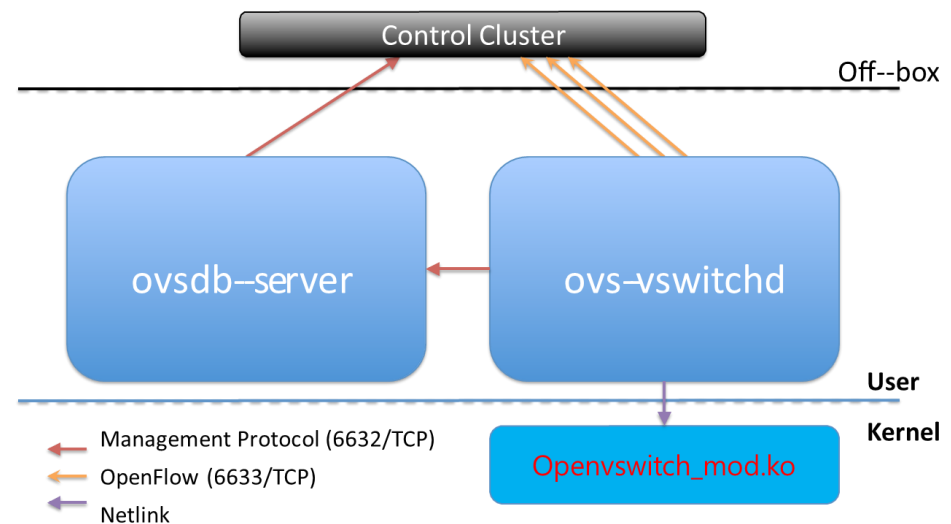 Control Cluster
Off--box
ovsdb--server
ovs-vswitchd
User
Kernel
Management Protocol (6632/TCP)
OpenFlow (6633/TCP)
Netlink
Openvswitch_mod.ko